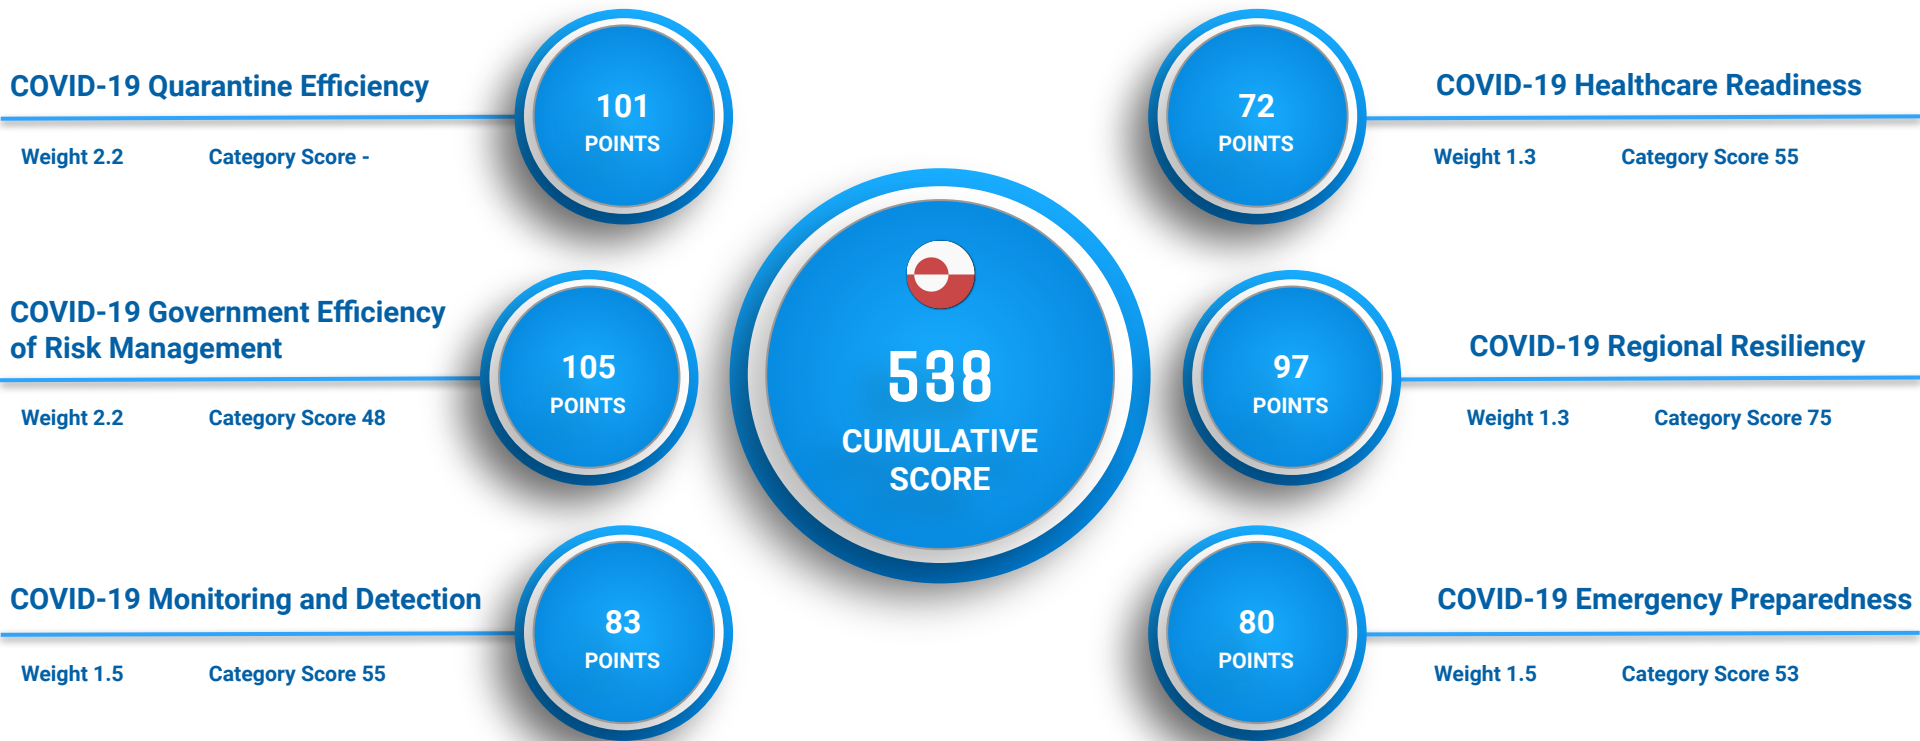 COVID-19 Quarantine Efficiency
Weight 2.2 Category Score -
101
POINTS
COVID-19 Government Efficiency
of Risk Management
Weight 2.2 Category Score 48
105
POINTS
COVID-19 Monitoring and Detection
Weight 1.5 Category Score 55
83
POINTS
538
CUMULATIVE
SCORE
72
POINTS
COVID-19 Healthcare Readiness
Weight 1.3 Category Score 55
97
POINTS
COVID-19 Regional Resiliency
Weight 1.3 Category Score 75
80
POINTS
COVID-19 Emergency Preparedness
Weight 1.5 Category Score 53